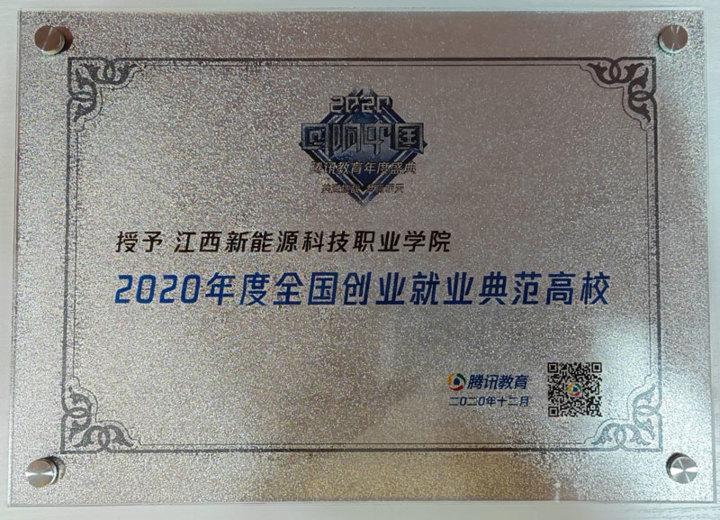 2020
回响中国
腾讯教育年度盛典
授予 江西新能源科技职业学院
2020年度全国创业就业典范高校
腾讯教育
二〇二〇年十二月